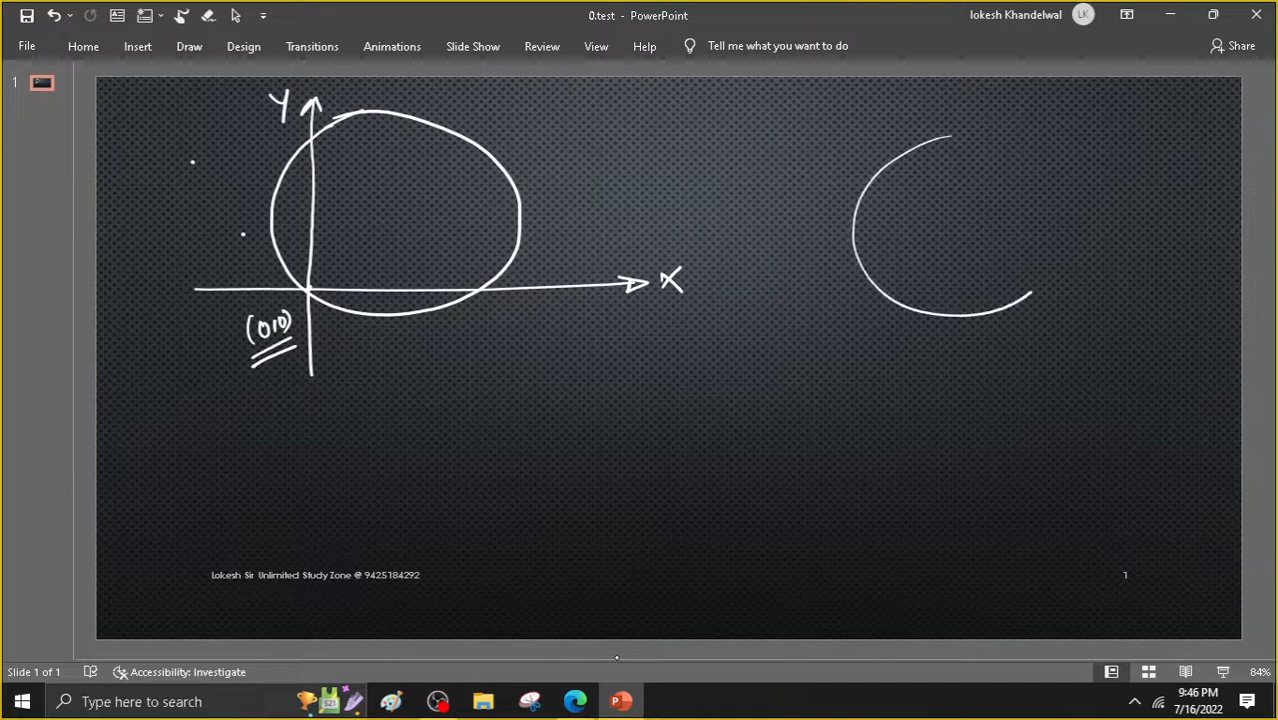 0.test - PowerPoint
lokesh Khandelwal
LK
File Home Insert Draw Design Transitions Animations Slide Show Review View Help Tell me what you want to do Share
1
Y
X
(0,0)
Lokesh Sir Unlimited Study Zone @ 9425184292
1
Slide 1 of 1 Accessibility: Investigate 84%
Type here to search
9:46 PM
7/16/2022